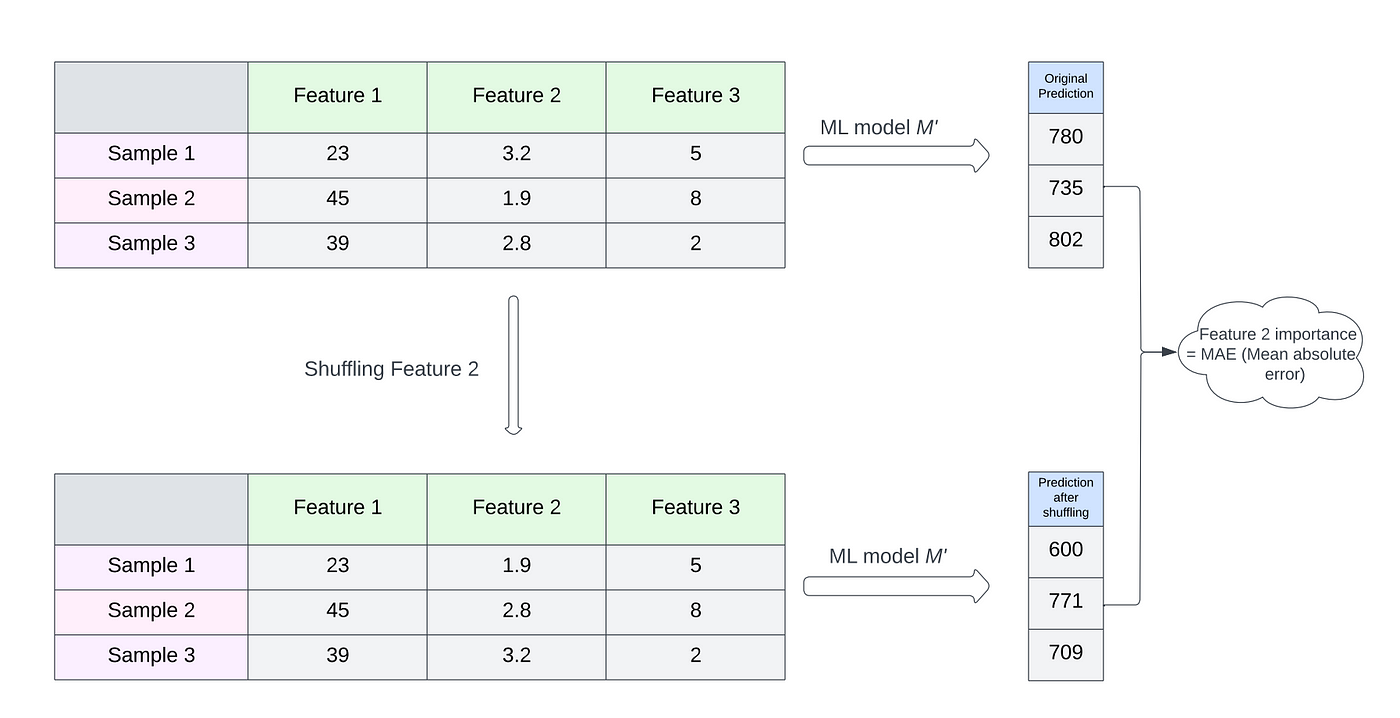 Feature 1 Feature 2 Feature 3
Sample 1 23 3.2 5
Sample 2 45 1.9 8
Sample 3 39 2.8 2
ML model M'
Original
Prediction
780
735
802
Shuffling Feature 2
Feature 2 importance
= MAE (Mean absolute
error)
Feature 1 Feature 2 Feature 3
Sample 1 23 1.9 5
Sample 2 45 2.8 8
Sample 3 39 3.2 2
ML model M'
Prediction
after
shuffling
600
771
709